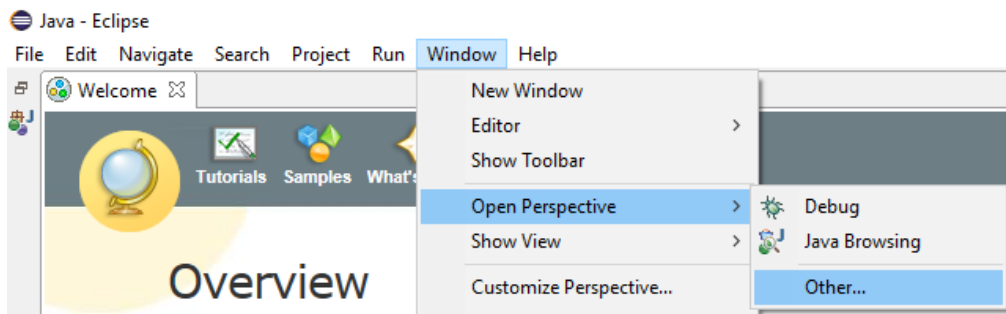 Java - Eclipse
File Edit Navigate Search Project Run Window Help
Welcome
New Window
Editor
Show Toolbar
Tutorials Samples What's
Open Perspective
Debug
Show View
Java Browsing
Overview
Customize Perspective...
Other...